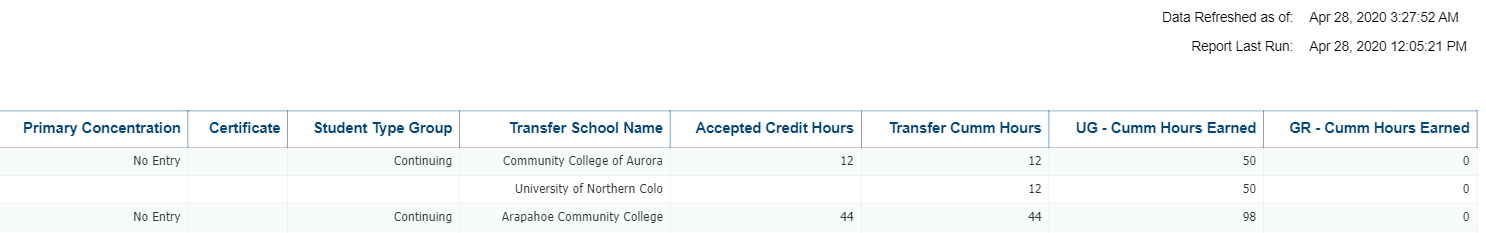 Data Refreshed as of: Apr 28, 2020 3:27:52 AM
Report Last Run: Apr 28, 2020 12:05:21 PM
Primary Concentration Certificate Student Type Group Transfer School Name Accepted Credit Hours Transfer Cumm Hours UG - Cumm Hours Earned GR - Cumm Hours Earned
No Entry Continuing Community College of Aurora 12 12 50 0
University of Northern Colo 12 50 0
No Entry Continuing Arapahoe Community College 44 44 98 0